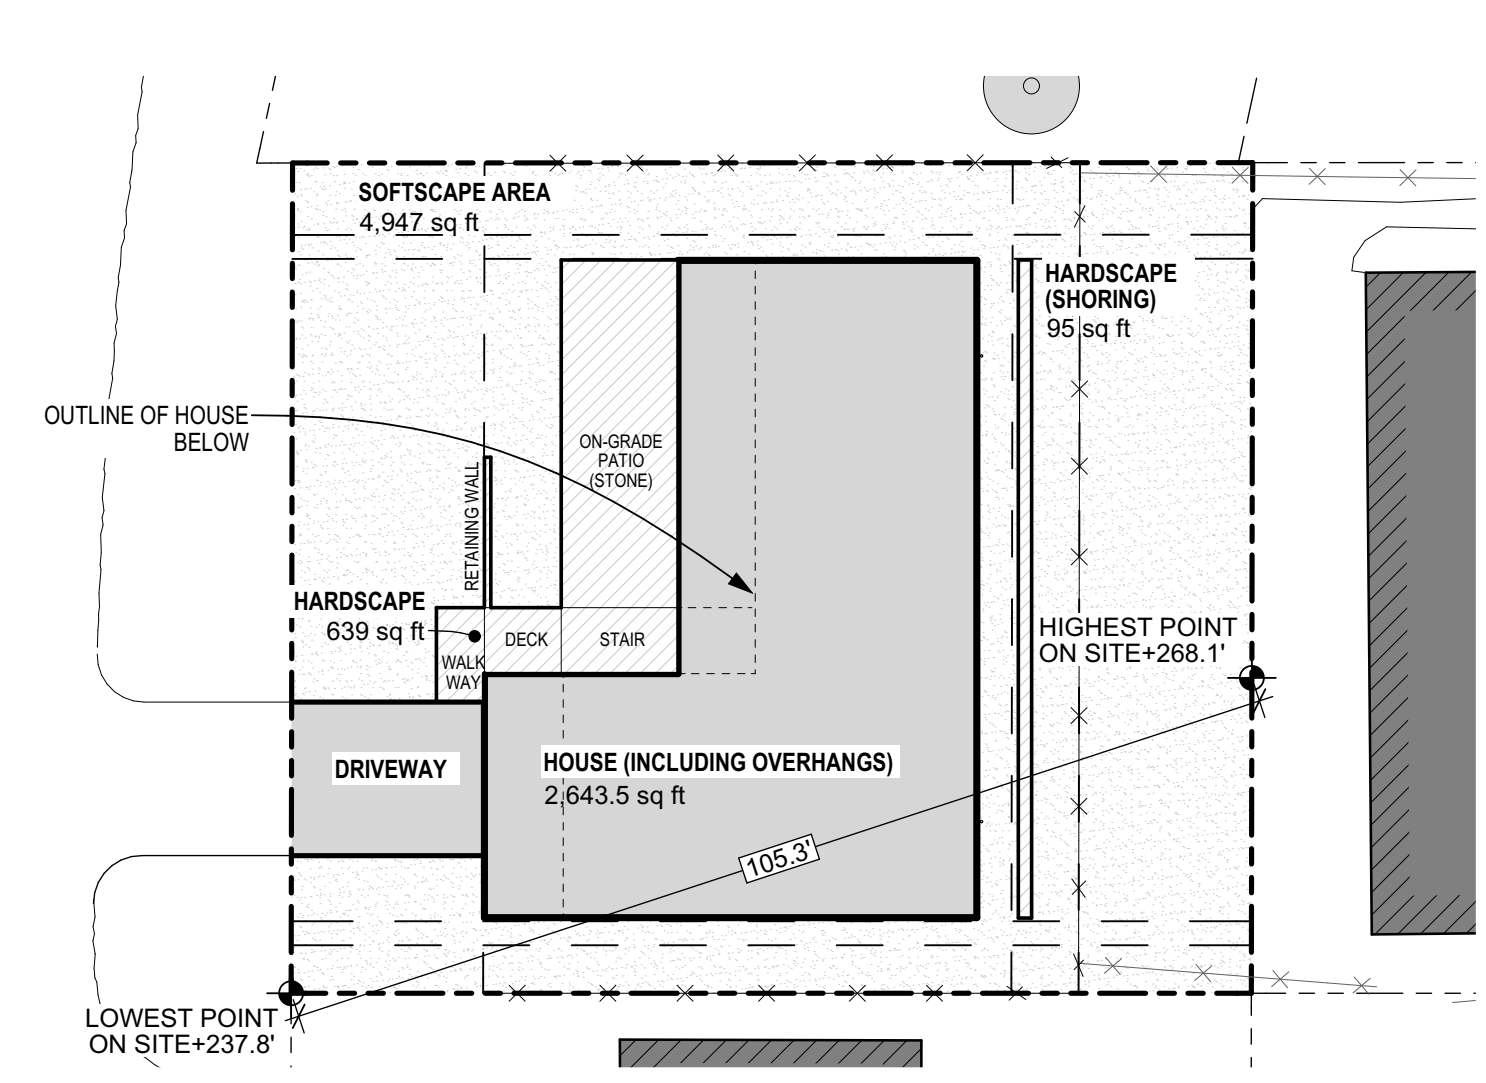 SOFTSCAPE AREA
4,947 sq ft
HARDSCAPE
(SHORING)
95 sq ft
OUTLINE OF HOUSE
BELOW
ON-GRADE
PATIO
(STONE)
RETAINING WALL
HARDSCAPE
639 sq ft
DECK
STAIR
WALK
WAY
HIGHEST POINT
ON SITE+268.1'
DRIVEWAY
HOUSE (INCLUDING OVERHANGS)
2,643.5 sq ft
105.3'
LOWEST POINT
ON SITE+237.8'